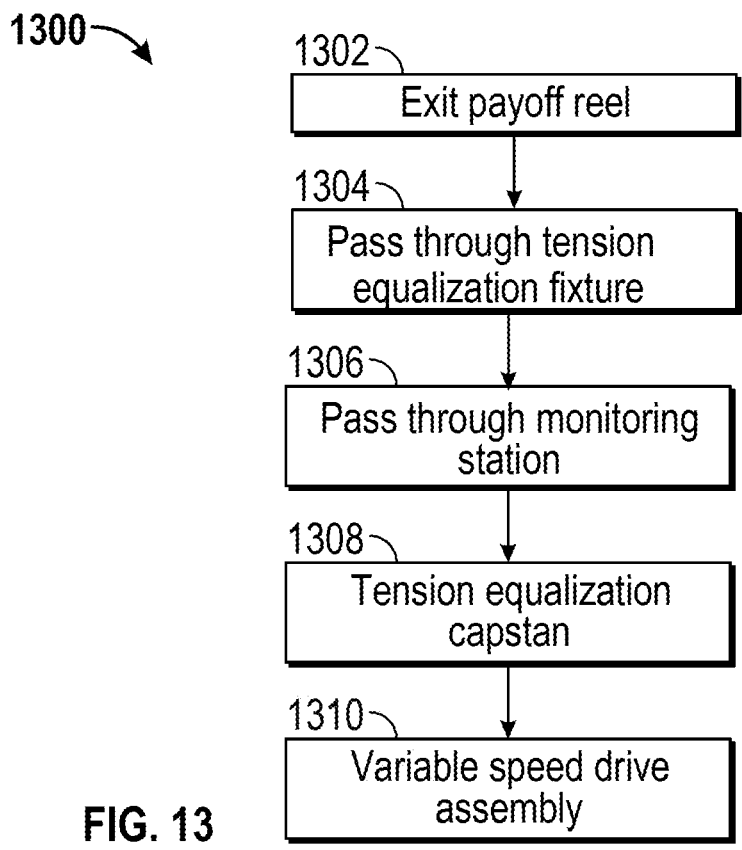 1300
1302
Exit payoff reel
1304
Pass through tension
equalization fixture
1306
Pass through monitoring
station
1308
Tension equalization
capstan
1310
Variable speed drive
assembly
FIG. 13